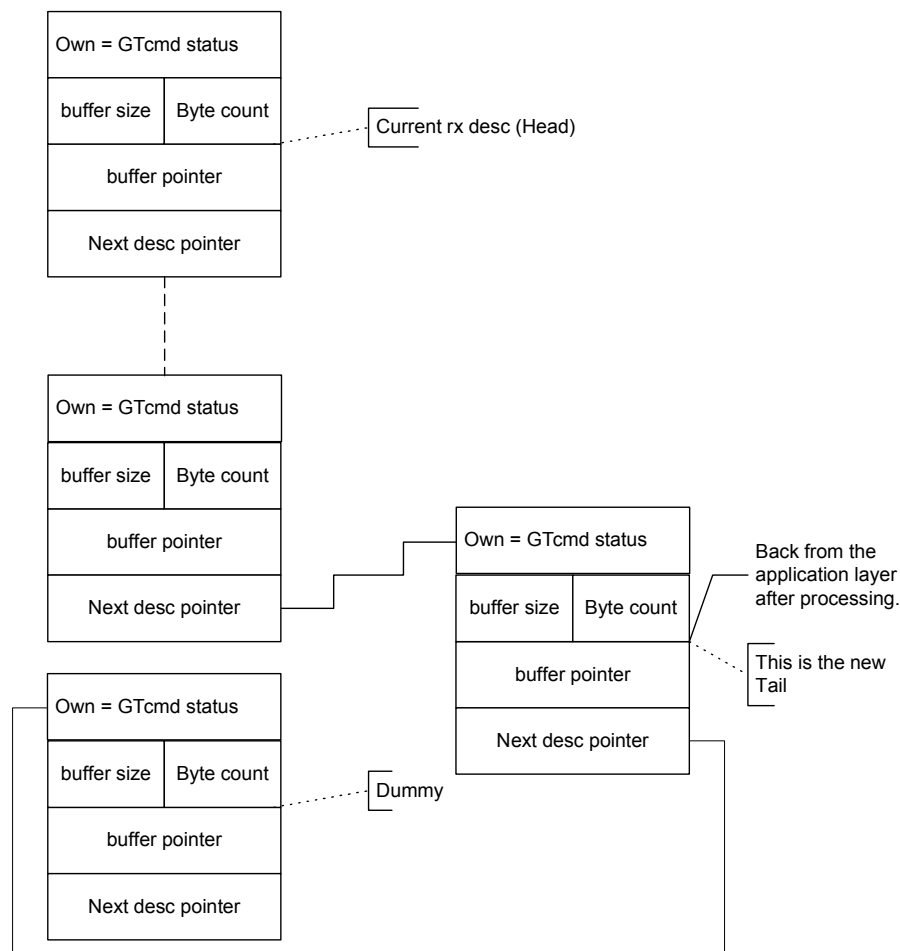 Own = GTcmd status
buffer size Byte count
Current rx desc (Head)
buffer pointer
Next desc pointer
Own = GTcmd status
buffer size Byte count
buffer pointer
Next desc pointer
Own = GTcmd status
buffer size Byte count
buffer pointer
Next desc pointer
Back from the
application layer
after processing.
This is the new
Tail
Own = GTcmd status
buffer size Byte count
Dummy
buffer pointer
Next desc pointer